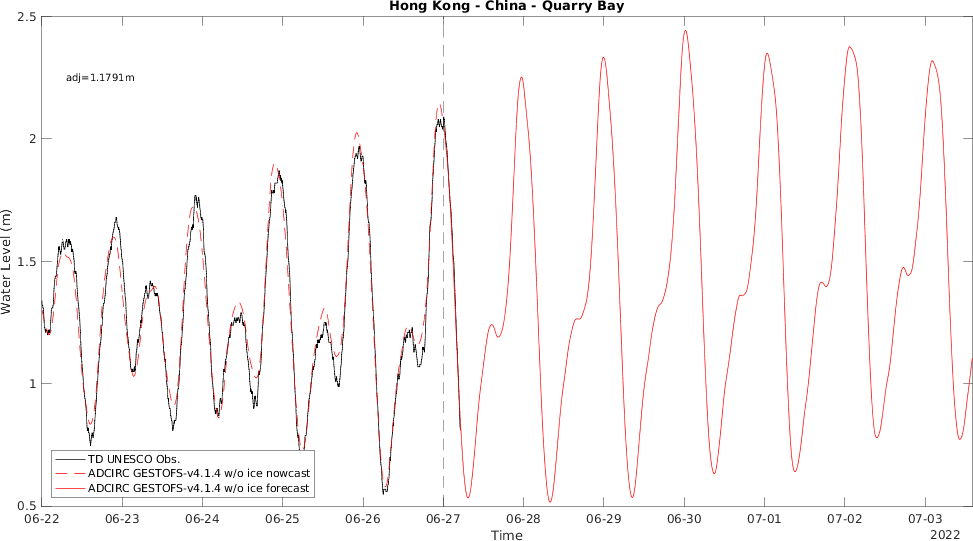 Hong Kong - China - Quarry Bay
adj=1.1791m
Water Level (m)
2.5
2
1.5
1
0.5
TD UNESCO Obs.
ADCIRC GESTOFS-v4.1.4 w/o ice nowcast
ADCIRC GESTOFS-v4.1.4 w/o ice forecast
06-22 06-23 06-24 06-25 06-26 06-27 06-28 06-29 06-30 07-01 07-02 07-03
Time
2022